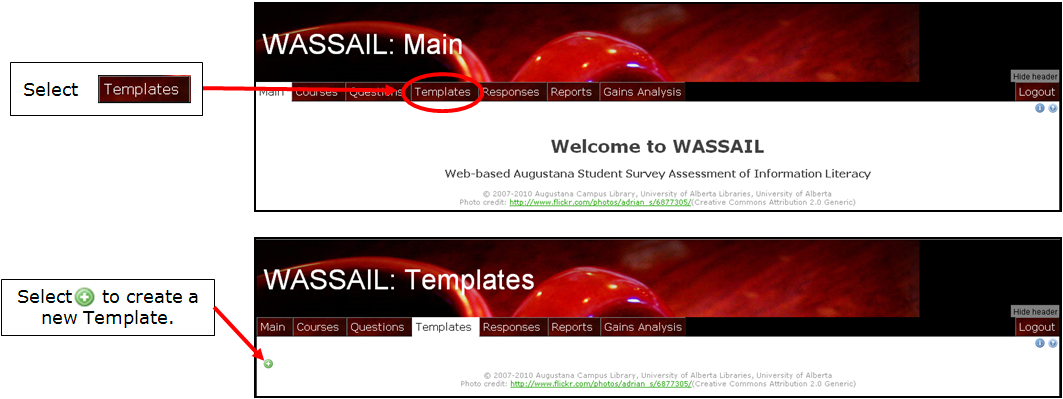 WASSAIL: Main
Hide header
Select Templates
Main Courses Questions Templates Responses Reports Gains Analysis Logout
Welcome to WASSAIL
Web-based Augustana Student Survey Assessment of Information Literacy
© 2007-2010 Augustana Campus Library, University of Alberta Libraries, University of Alberta
Photo credit: http://www.flickr.com/photos/adrian_s/6877305/(Creative Commons Attribution 2.0 Generic)
WASSAIL: Templates
Select to create a
new Template.
Hide header
Main Courses Questions Templates Responses Reports Gains Analysis Logout
© 2007-2010 Augustana Campus Library, University of Alberta Libraries, University of Alberta
Photo credit: http://www.flickr.com/photos/adrian_s/6877305/(Creative Commons Attribution 2.0 Generic)